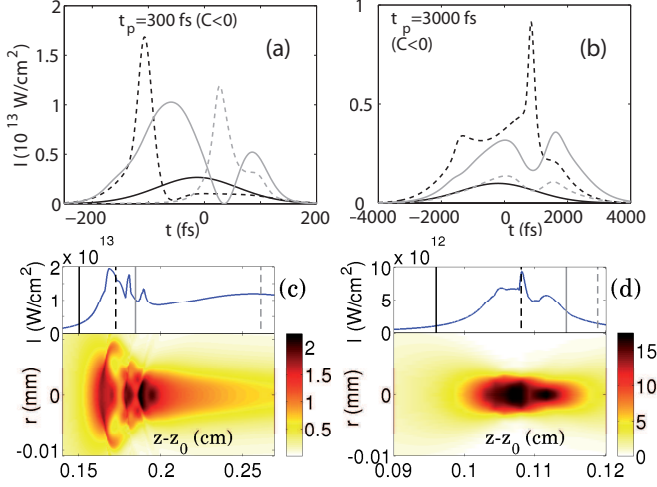 t_p=300 fs (C<0)
(a)
I (10^13 W/cm^2)
2
1.5
1
0.5
0
−200
0
200
t (fs)
t_p=3000 fs
(C<0)
(b)
1
0.5
0
−4000
−2000
0
2000
4000
t (fs)
x 10^13
I (W/cm^2)
2
1
0
(c)
r (mm)
0
-0.01
z-z_0 (cm)
0.15
0.2
0.25
2
1.5
1
0.5
x 10^12
I (W/cm^2)
10
5
0
(d)
r (mm)
0
-0.01
z-z_0 (cm)
0.09
0.1
0.11
0.12
15
10
5
0